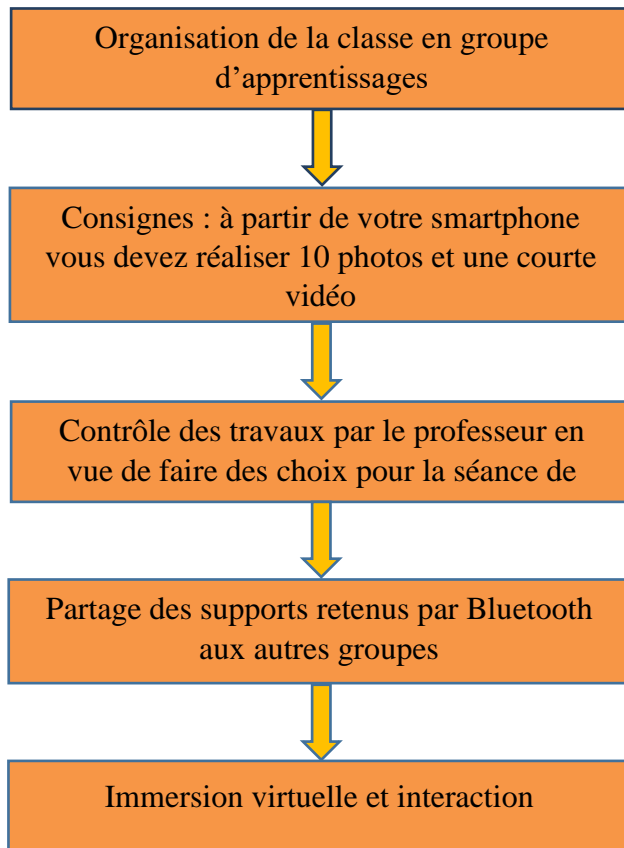 Organisation de la classe en groupe
d’apprentissages
Consignes : à partir de votre smartphone
vous devez réaliser 10 photos et une courte
vidéo
Contrôle des travaux par le professeur en
vue de faire des choix pour la séance de
Partage des supports retenus par Bluetooth
aux autres groupes
Immersion virtuelle et interaction